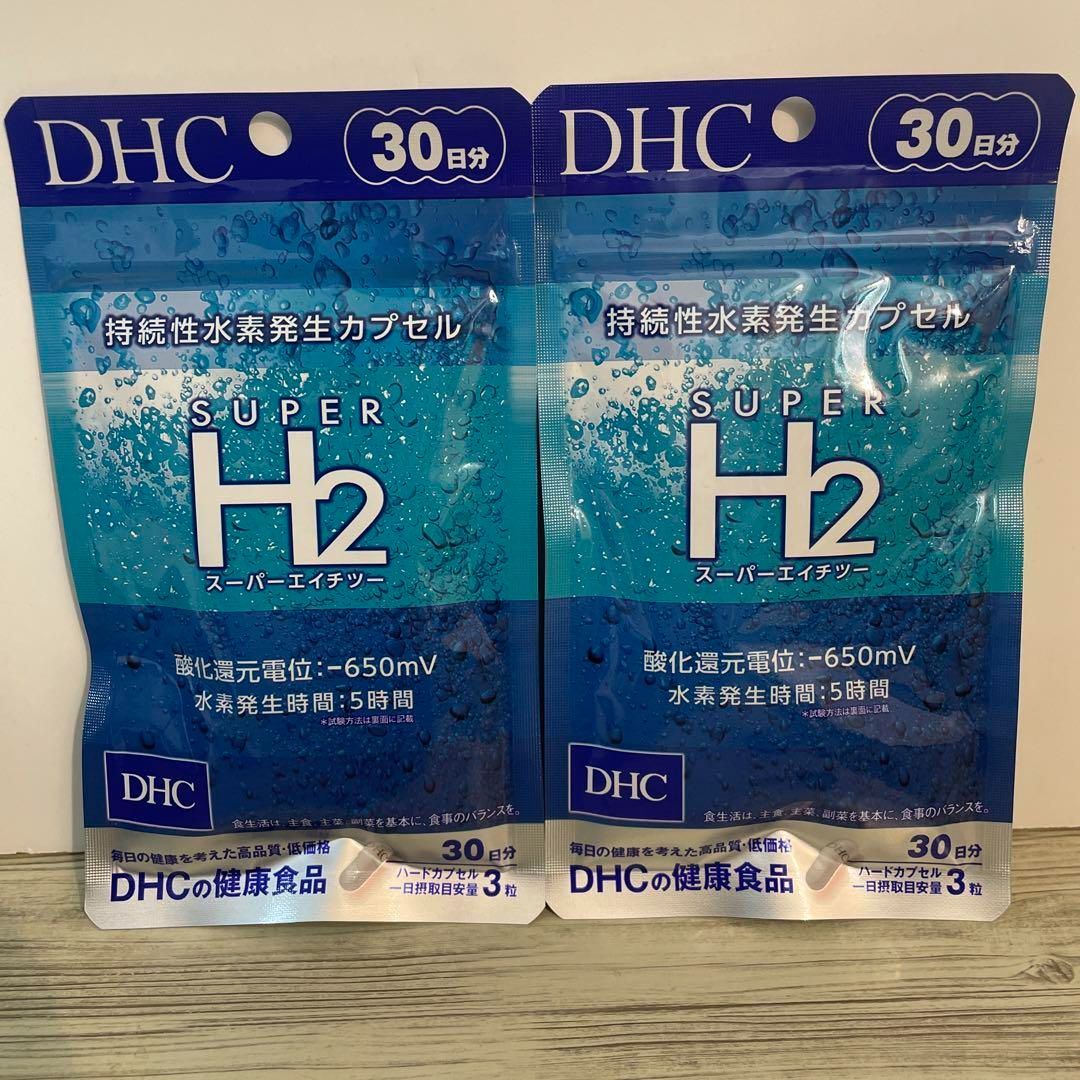 DHC
30日分
持続性水素発生カプセル
SUPER
H2
スーパーエイチツー
酸化還元電位:-650mV
水素発生時間:5時間
*試験方法は裏面に記載
DHC
食生活は、主食、主菜、副菜を基本に、食事のバランスを。
毎日の健康を考えた高品質・低価格
DHCの健康食品
30日分
ハードカプセル
一日摂取目安量3粒
DHC
30日分
持続性水素発生カプセル
SUPER
H2
スーパーエイチツー
酸化還元電位:-650mV
水素発生時間:5時間
*試験方法は裏面に記載
DHC
食生活は、主食、主菜、副菜を基本に、食事のバランスを。
毎日の健康を考えた高品質・低価格
DHCの健康食品
30日分
ハードカプセル
一日摂取目安量3粒